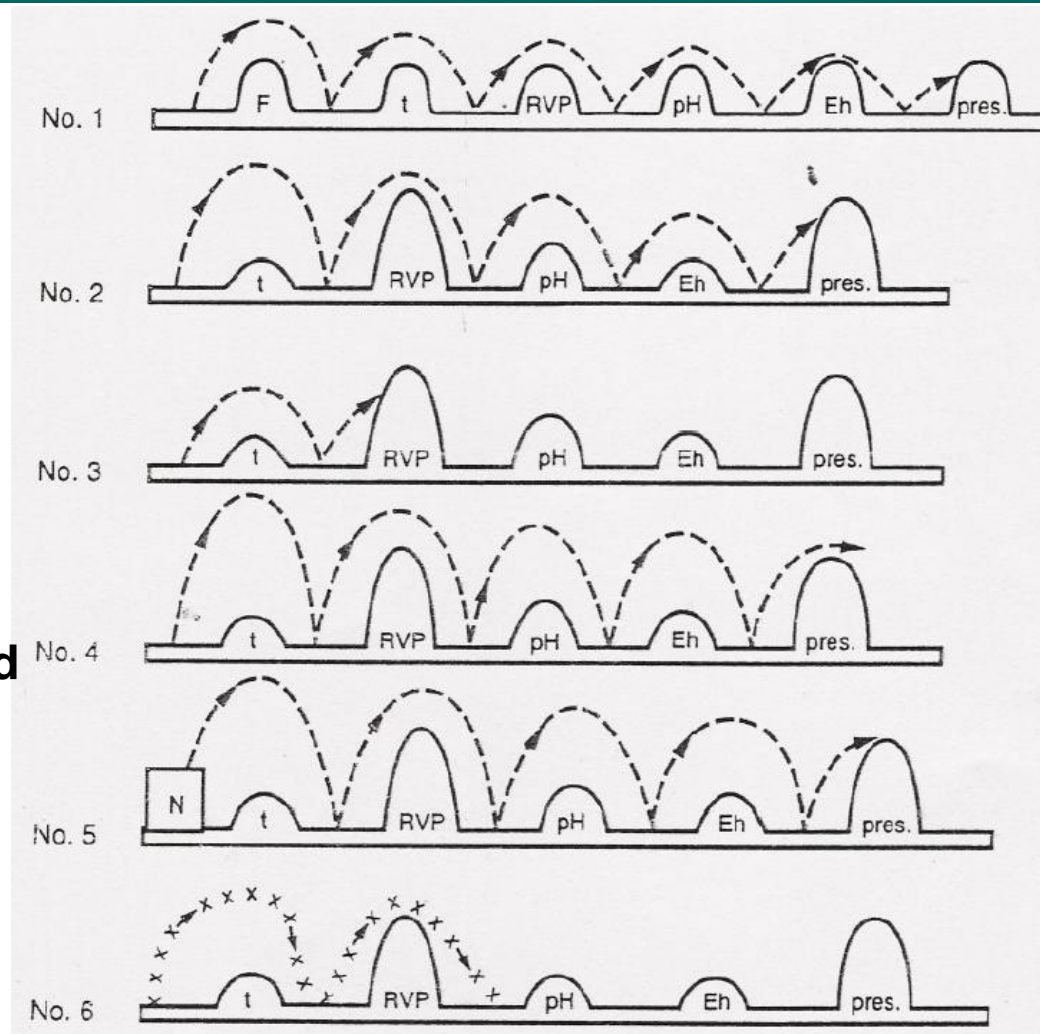 No. 1 F t RVP pH Eh pres.
No. 2 t RVP pH Eh pres.
No. 3 t RVP pH Eh pres.
d No. 4 t RVP pH Eh pres.
No. 5 N t RVP pH Eh pres.
No. 6 t RVP pH Eh pres.